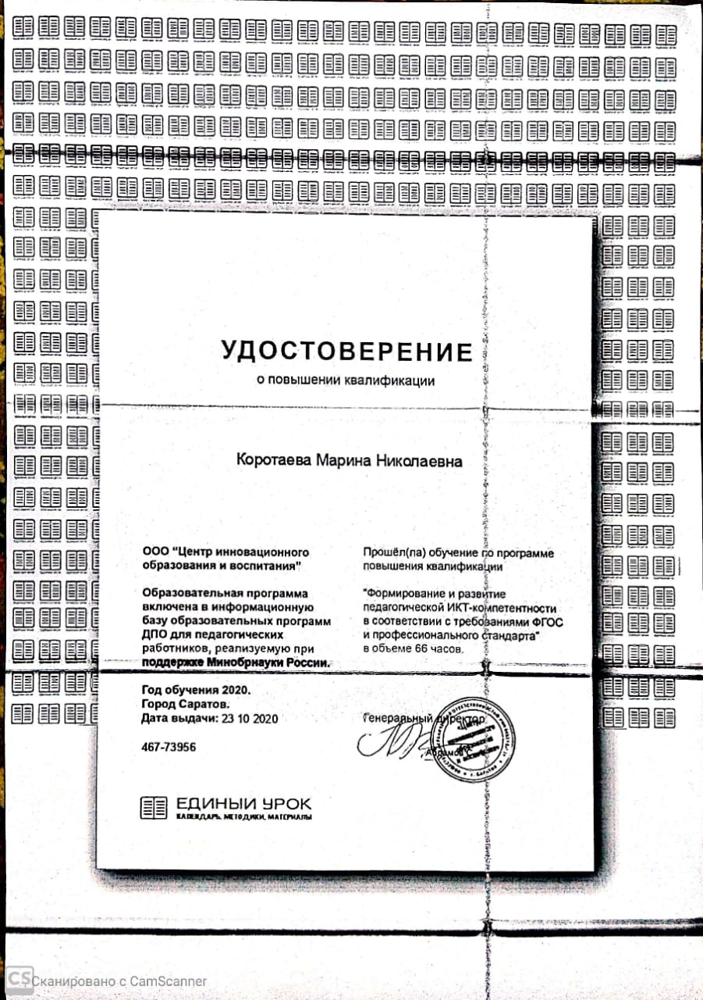 УДОСТОВЕРЕНИЕ
о повышении квалификации
Коротаева Марина Николаевна
ООО “Центр инновационного
образования и воспитания”
Образовательная программа
включена в информационную
базу образовательных программ
ДПО для педагогических
работников, реализуемую при
поддержке Минобрнауки России.
Год обучения 2020.
Город Саратов.
Дата выдачи: 23 10 2020
467-73956
Прошёл(ла) обучение по программе
повышения квалификации
"Формирование и развитие
педагогической ИКТ-компетентности
в соответствии с требованиями ФГОС
и профессионального стандарта"
в объеме 66 часов.
Генеральный директор
ЕДИНЫЙ УРОК
КАЛЕНДАРЬ, МЕТОДИКИ, МАТЕРИАЛЫ
CS Сканировано с CamScanner